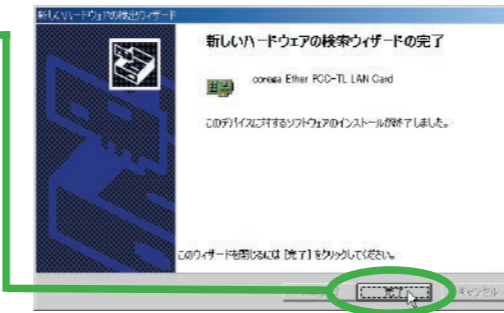 新しいハードウェアの検出ウィザード
新しいハードウェアの検索ウィザードの完了
corega Ether PCC-TL LAN Card
このデバイスに対するソフトウェアのインストールが終了しました。
このウィザードを閉じるには [完了] をクリックしてください。
完了
キャンセル